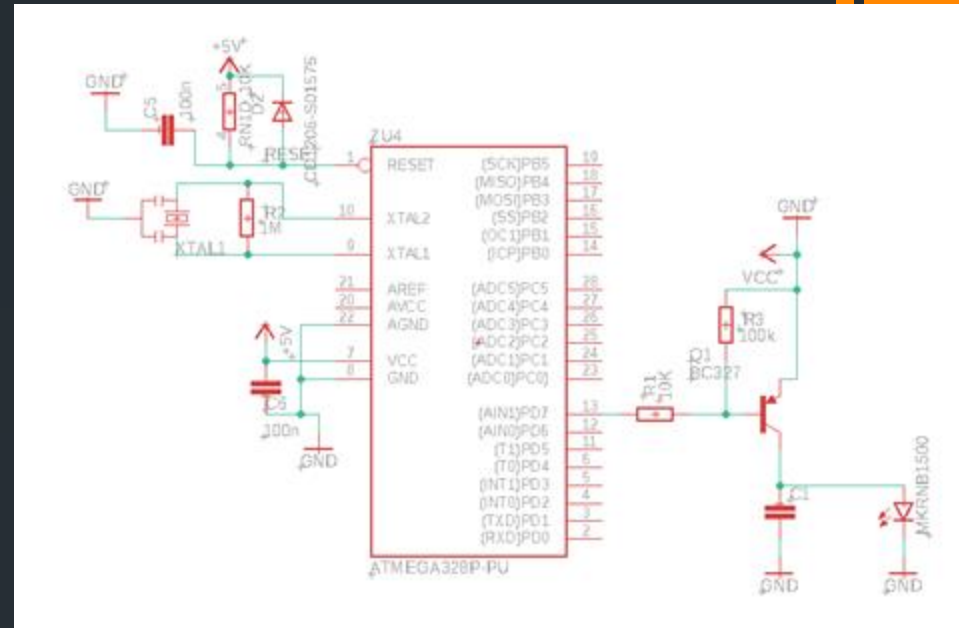 +5V
GND
C5
100n
RN1D 10K
5
4
D2
CD1206-S01575
RESE
GND
R2
1M
XTAL1
ZU4
1 RESET
10 XTAL2
9 XTAL1
21 AREF
20 AVCC
22 AGND
7 VCC
8 GND
(SCK)PB5 19
(MISO)PB4 18
(MOSI)PB3 17
(SS)PB2 16
(OC1)PB1 15
(ICP)PB0 14
(ADC5)PC5 28
(ADC4)PC4 27
(ADC3)PC3 26
(ADC2)PC2 25
(ADC1)PC1 24
(ADC0)PC0) 23
(AIN1)PD7 13
(AIN0)PD6 12
(T1)PD5 11
(T0)PD4 6
(INT1)PD3 5
(INT0)PD2 4
(TXD)PD1 3
(RXD)PD0 2
ATMEGA328P-PU
+5V
C6
100n
GND
R1
10K
GND
VCC
R3
100k
Q1
BC327
C1
MKRNB1500
GND
GND